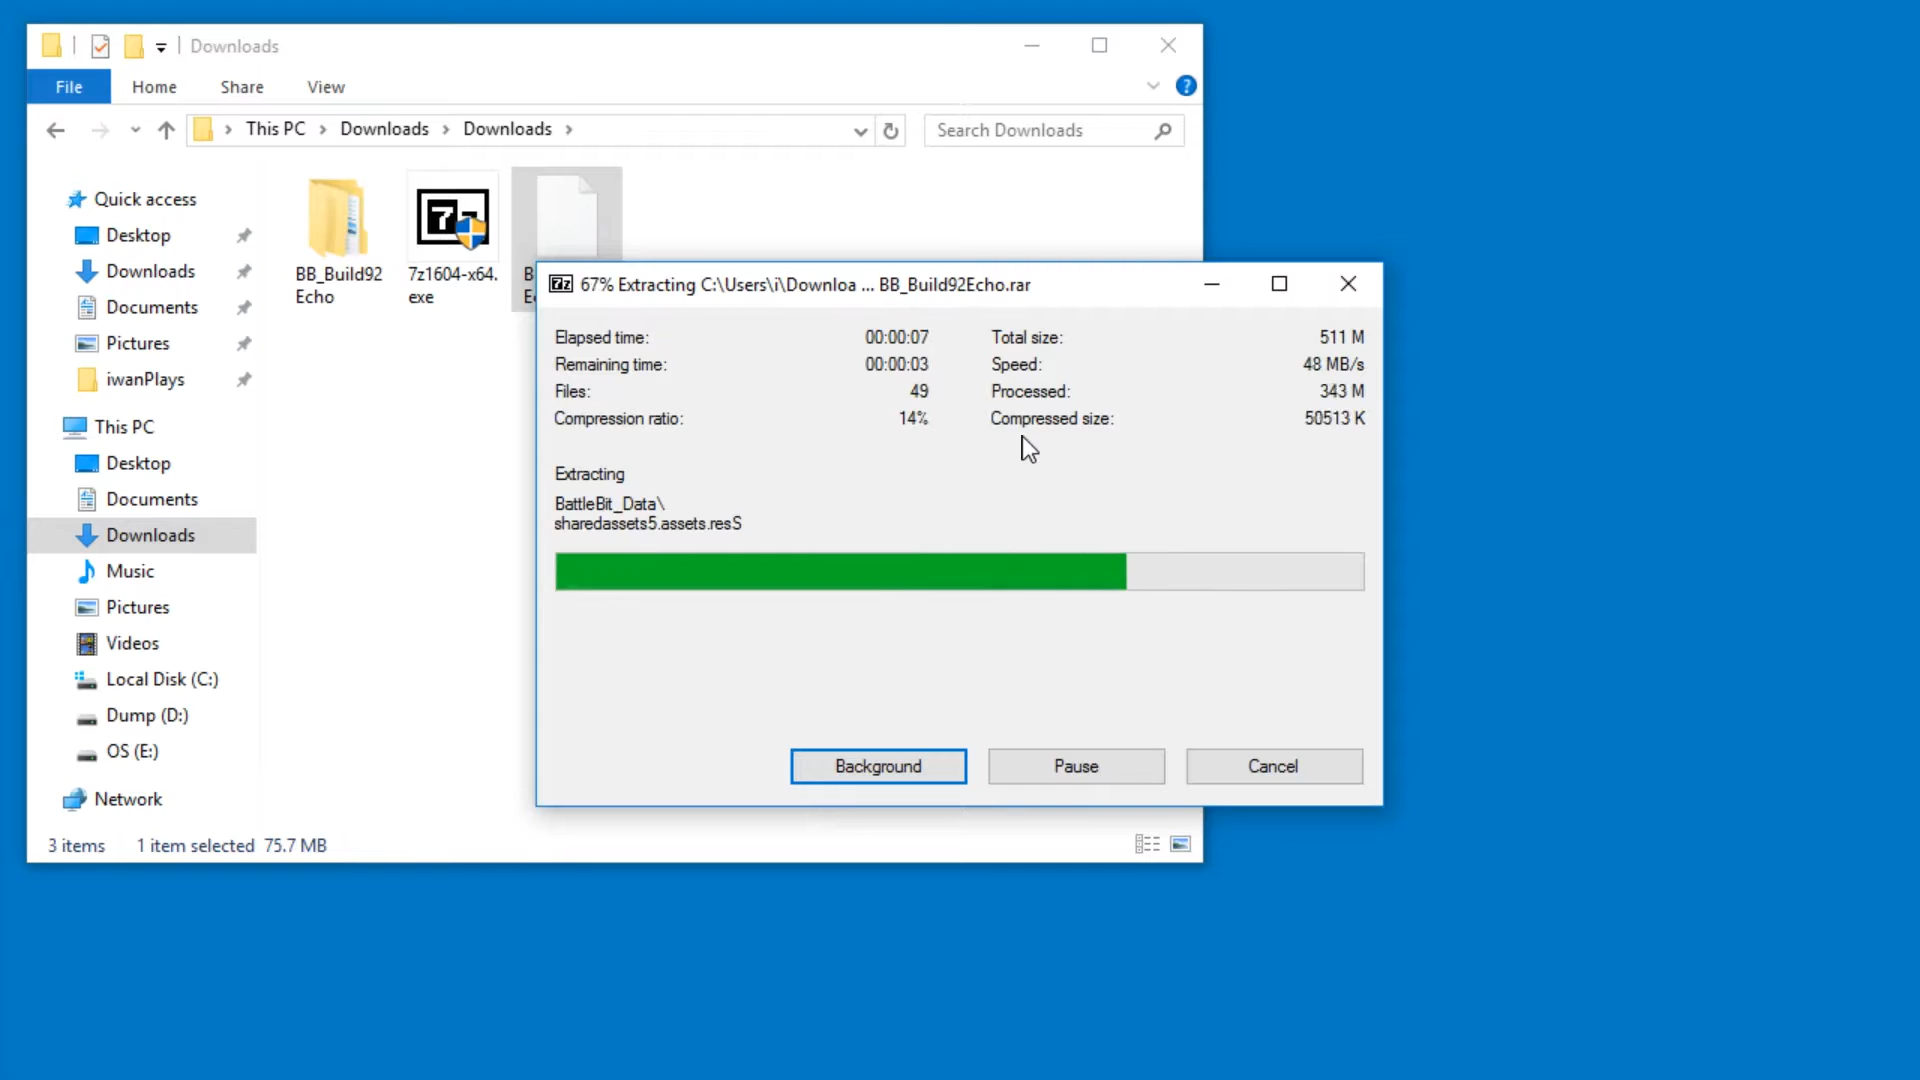 Downloads
File Home Share View
This PC Downloads Downloads
Search Downloads
Quick access
Desktop
Downloads
Documents
Pictures
iwanPlays
This PC
Desktop
Documents
Downloads
Music
Pictures
Videos
Local Disk (C:)
Dump (D:)
OS (E:)
Network
BB_Build92
Echo
7z
7z1604-x64.
exe
7z 67% Extracting C:\Users\i\Downloa ... BB_Build92Echo.rar
Elapsed time: 00:00:07 Total size: 511 M
Remaining time: 00:00:03 Speed: 48 MB/s
Files: 49 Processed: 343 M
Compression ratio: 14% Compressed size: 50513 K
Extracting
BattleBit_Data\
sharedassets5.assets.resS
Background Pause Cancel
3 items 1 item selected 75.7 MB